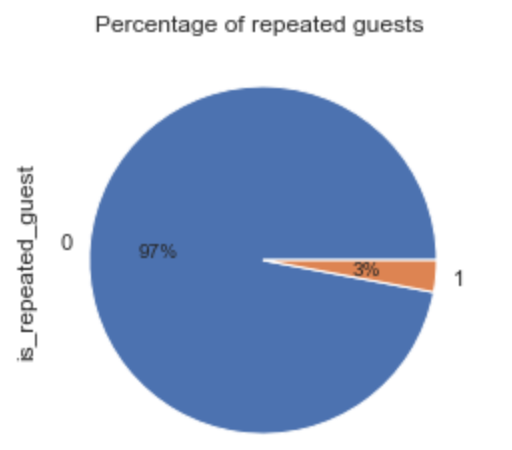 Percentage of repeated guests
is_repeated_guest
0
97%
3%
1